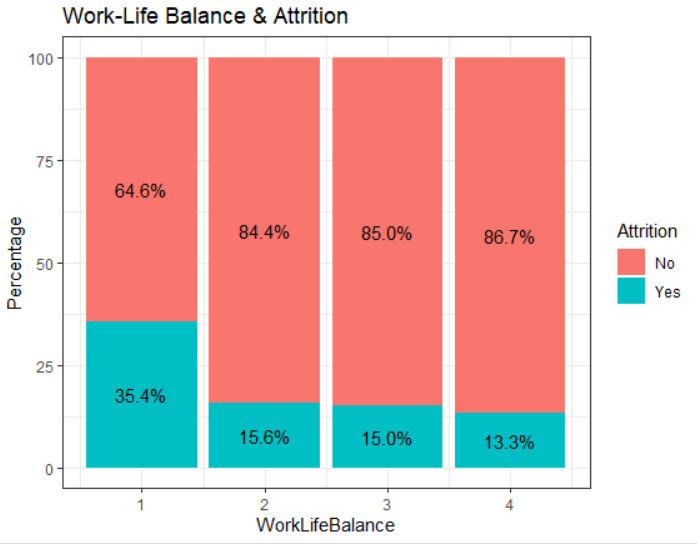 Work-Life Balance & Attrition
Percentage
100
75
50
25
0
64.6%
84.4%
85.0%
86.7%
35.4%
15.6%
15.0%
13.3%
1
2
3
4
WorkLifeBalance
Attrition
No
Yes